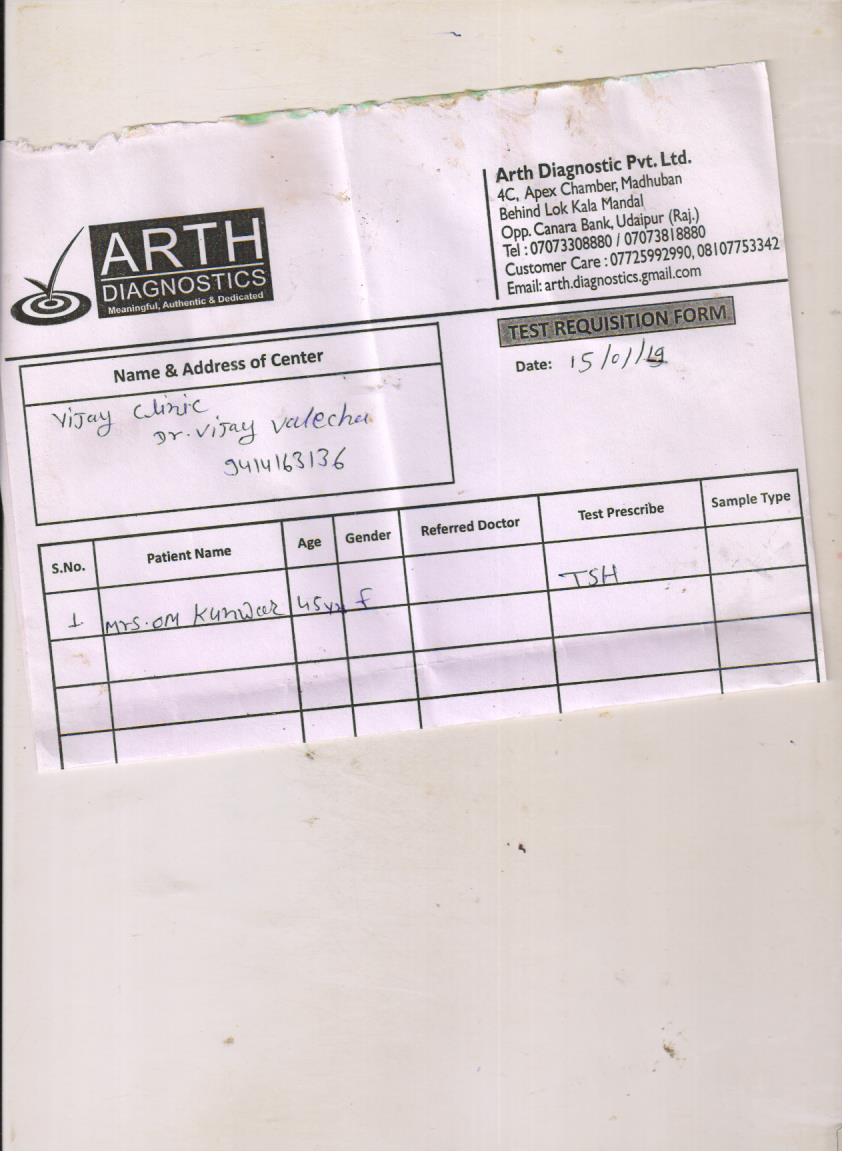 ARTH
DIAGNOSTICS
Meaningful, Authentic & Dedicated
Arth Diagnostic Pvt. Ltd.
4C, Apex Chamber, Madhuban
Behind Lok Kala Mandal
Opp. Canara Bank, Udaipur (Raj.)
Tel : 07073308880 / 07073818880
Customer Care : 07725992990, 08107753342
Email: arth.diagnostics.gmail.com
TEST REQUISITION FORM
Date: 15/01/19
Name & Address of Center
Vijay Clinic
Dr. Vijay Valecha
9414163136
S.No. Patient Name Age Gender Referred Doctor Test Prescribe Sample Type
1. Mrs. OM Kunwar 45yr F TSH